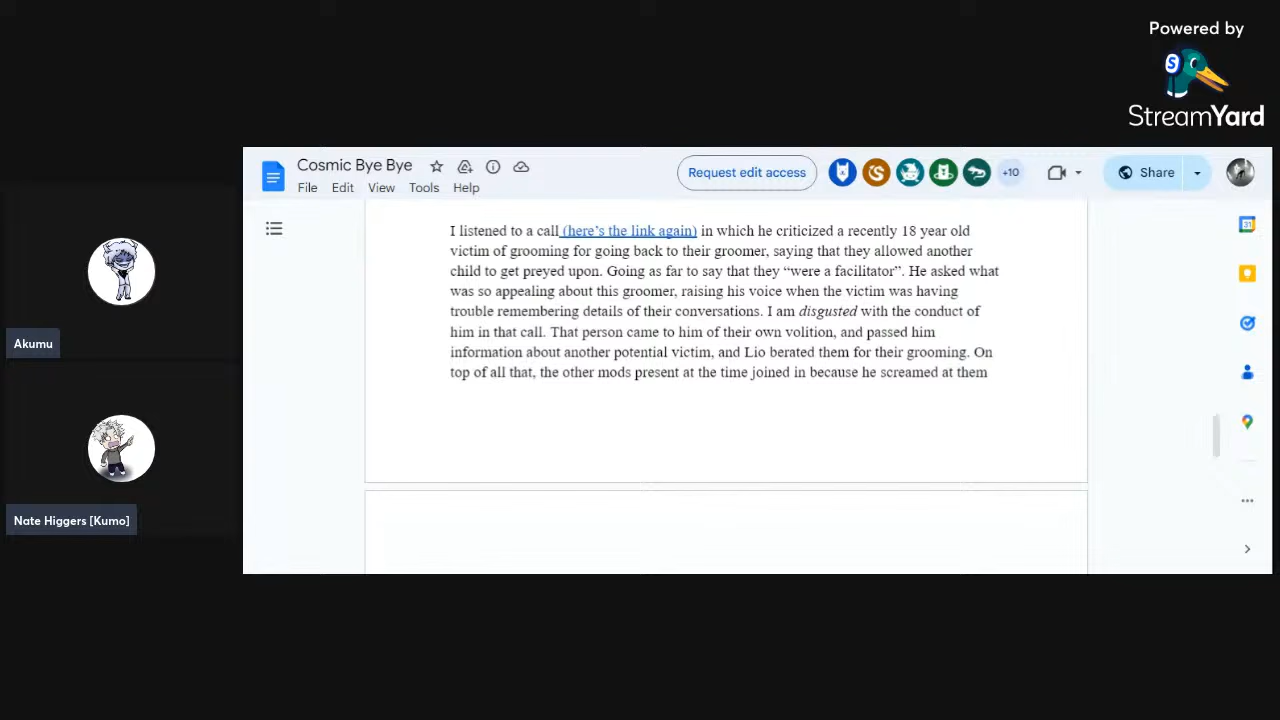 Powered by
StreamYard
Cosmic Bye Bye
Request edit access
+10
Share
File Edit View Tools Help
31
I listened to a call (here's the link again) in which he criticized a recently 18 year old
victim of grooming for going back to their groomer, saying that they allowed another
child to get preyed upon. Going as far to say that they “were a facilitator”. He asked what
was so appealing about this groomer, raising his voice when the victim was having
trouble remembering details of their conversations. I am disgusted with the conduct of
him in that call. That person came to him of their own volition, and passed him
information about another potential victim, and Lio berated them for their grooming. On
top of all that, the other mods present at the time joined in because he screamed at them
Akumu
Nate Higgers [Kumo]